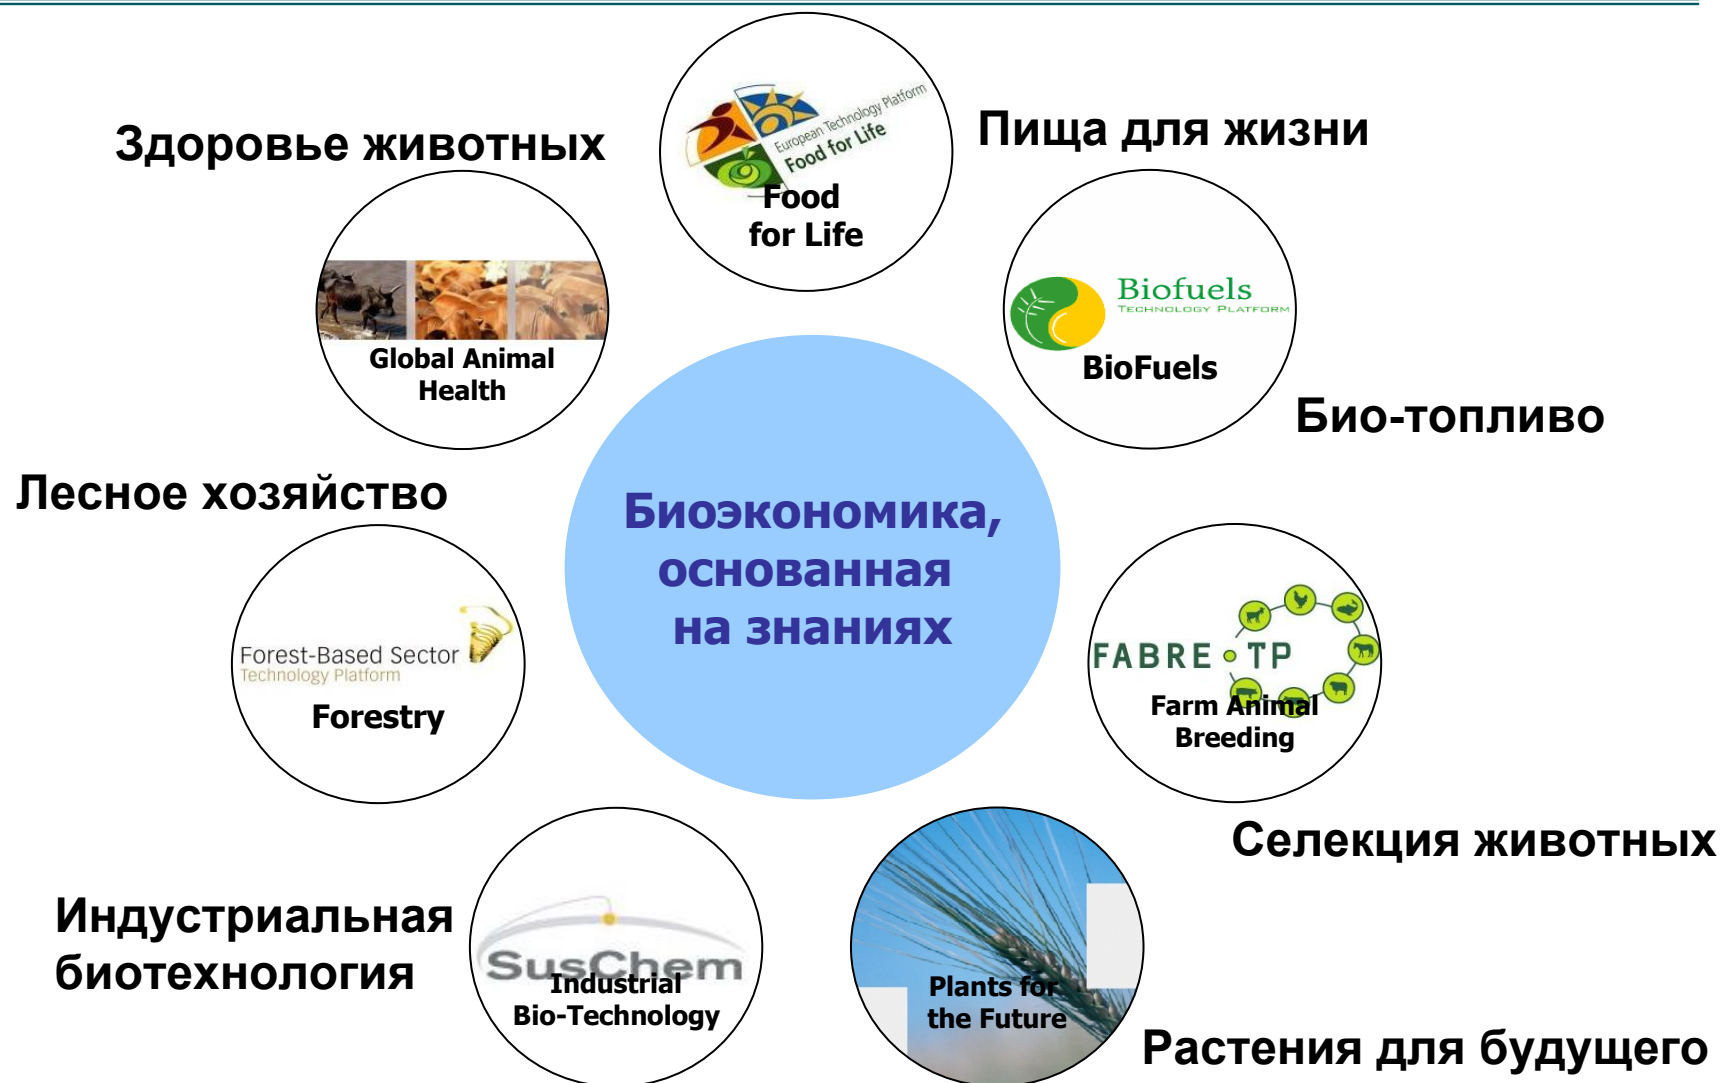 Здоровье животных
European Technology Platform
Food for Life
Food
for Life
Пища для жизни
Global Animal
Health
Biofuels
TECHNOLOGY PLATFORM
BioFuels
Био-топливо
Лесное хозяйство
Биоэкономика,
основанная
на знаниях
Forest-Based Sector
Technology Platform
Forestry
FABRE TP
Farm Animal
Breeding
Селекция животных
Индустриальная
биотехнология
SusChem
Industrial
Bio-Technology
Plants for
the Future
Растения для будущего